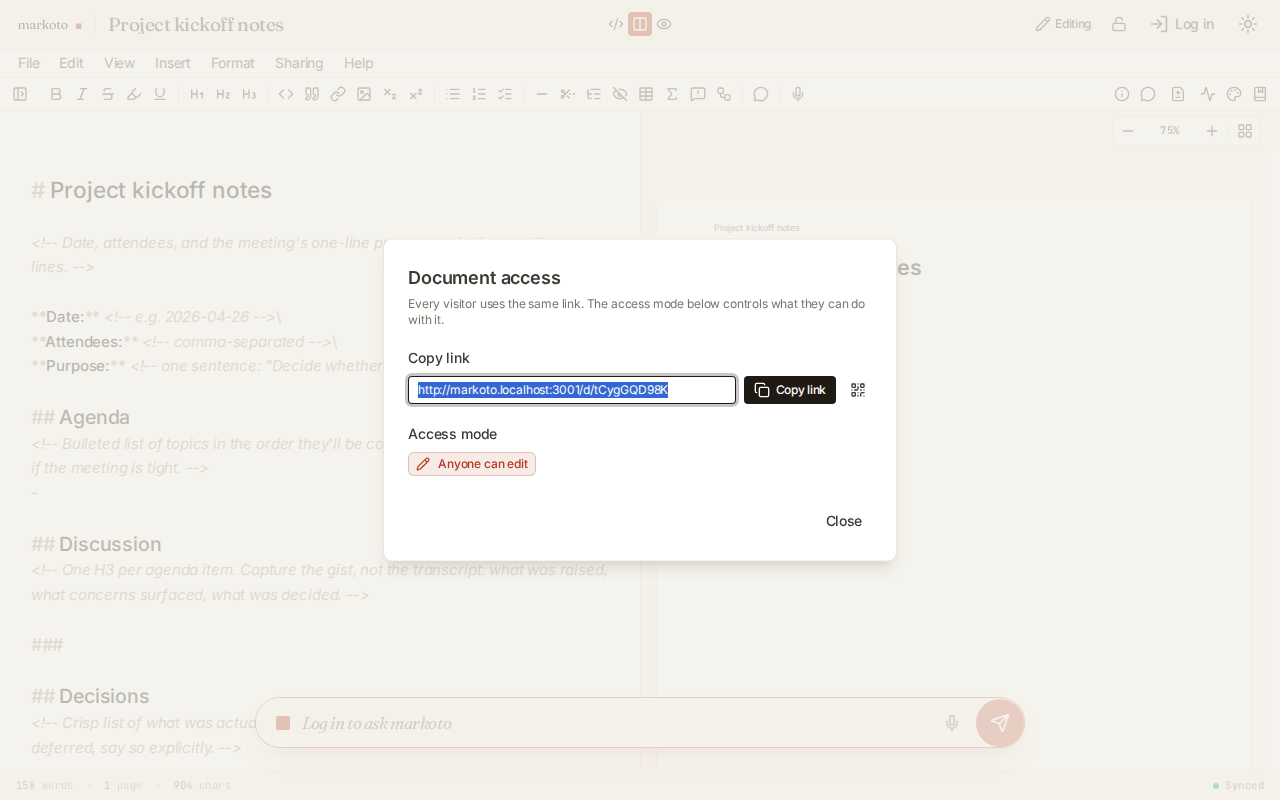 markoto
Project kickoff notes
Editing
Log in
File Edit View Insert Format Sharing Help
H1 H2 H3
75%
# Project kickoff notes
<!-- Date, attendees, and the meeting's one-line
lines. -->
**Date:** <!-- e.g. 2026-04-26 -->\
**Attendees:** <!-- comma-separated -->\
**Purpose:** <!-- one sentence: "Decide whether
## Agenda
<!-- Bulleted list of topics in the order they'll be
if the meeting is tight. -->
-
## Discussion
<!-- One H3 per agenda item. Capture the gist, not the transcript: what was raised,
what concerns surfaced, what was decided. -->
###
## Decisions
<!-- Crisp list of what was
deferred, say so explicitly. -->
Project kickoff notes
Document access
Every visitor uses the same link. The access mode below controls what they can do
with it.
Copy link
http://markoto.localhost:3001/d/tCygGQD98K
Copy link
Access mode
Anyone can edit
Close
Log in to ask markoto
158 words · 1 page · 904 chars
Synced